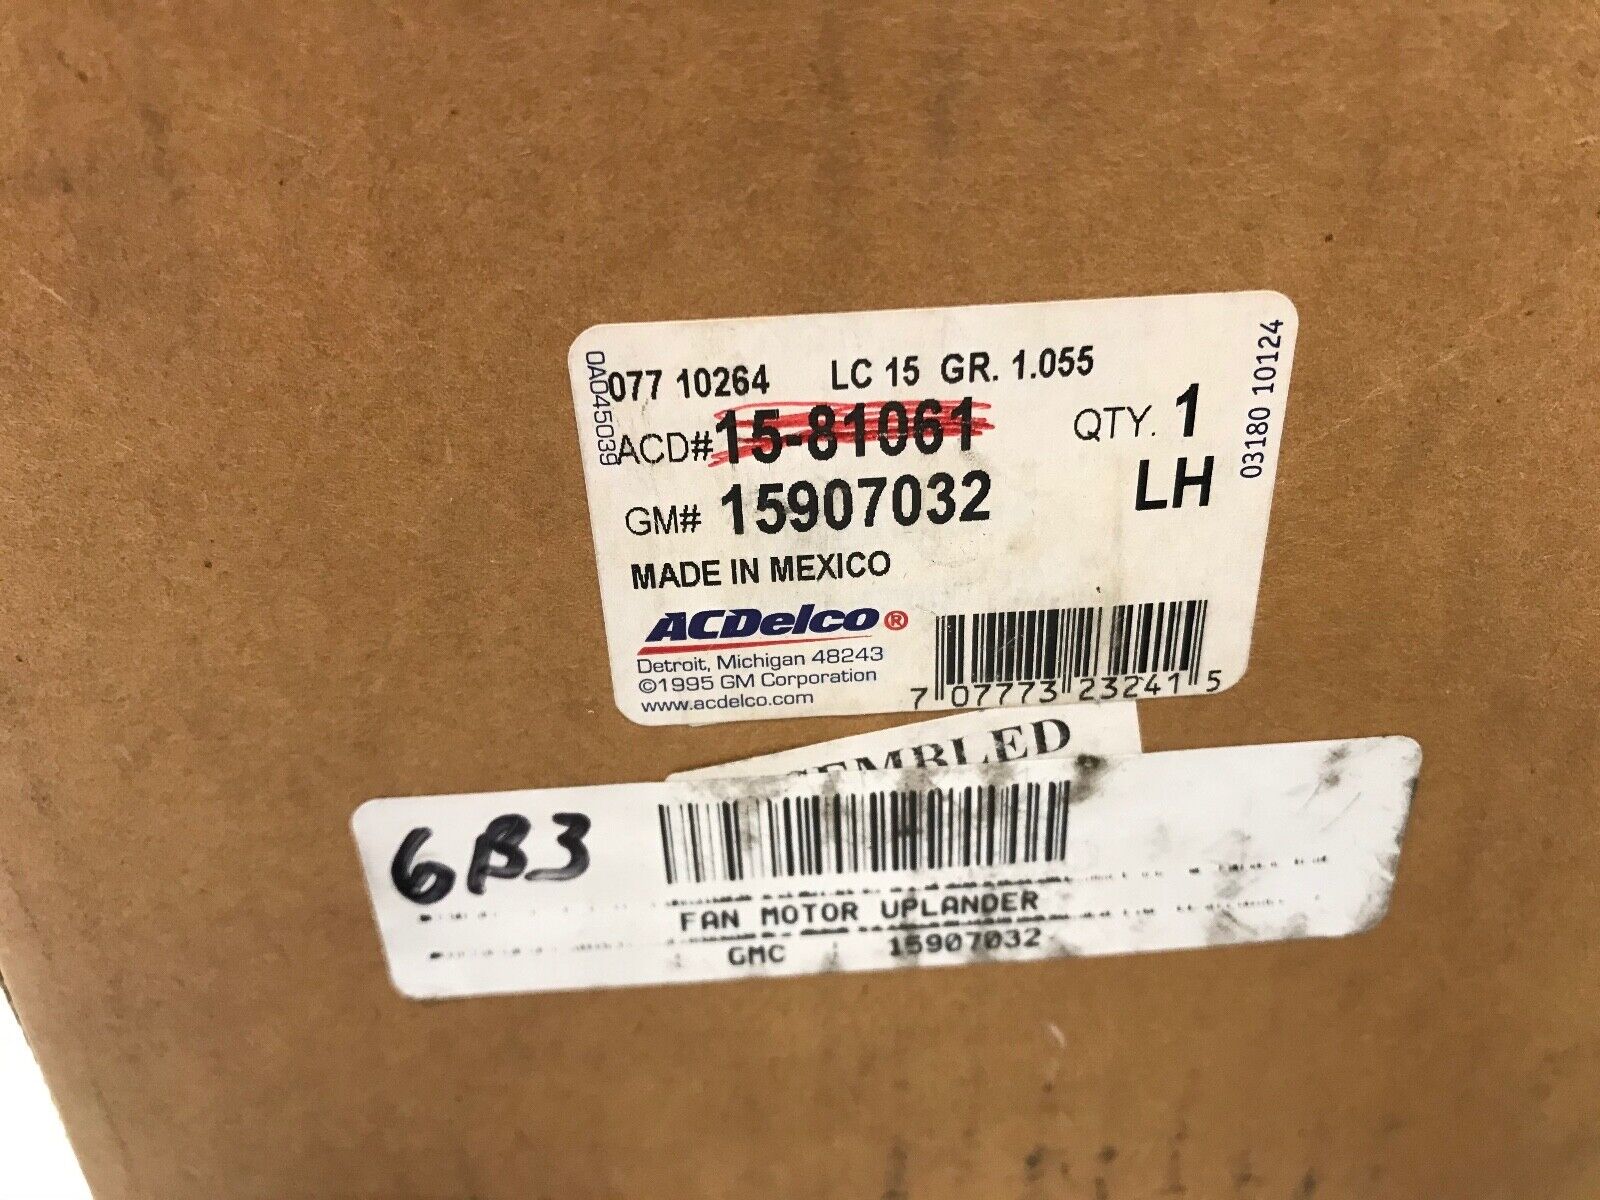 077 10264 LC 15 GR. 1.055
0A045039
ACD# 15-81061 QTY. 1
GM# 15907032 LH
03180 10124
MADE IN MEXICO
ACDelco®
Detroit, Michigan 48243
©1995 GM Corporation
www.acdelco.com
7 07773 23241 5
EMBLED
6B3
FAN MOTOR UPLANDER
GMC 15907032